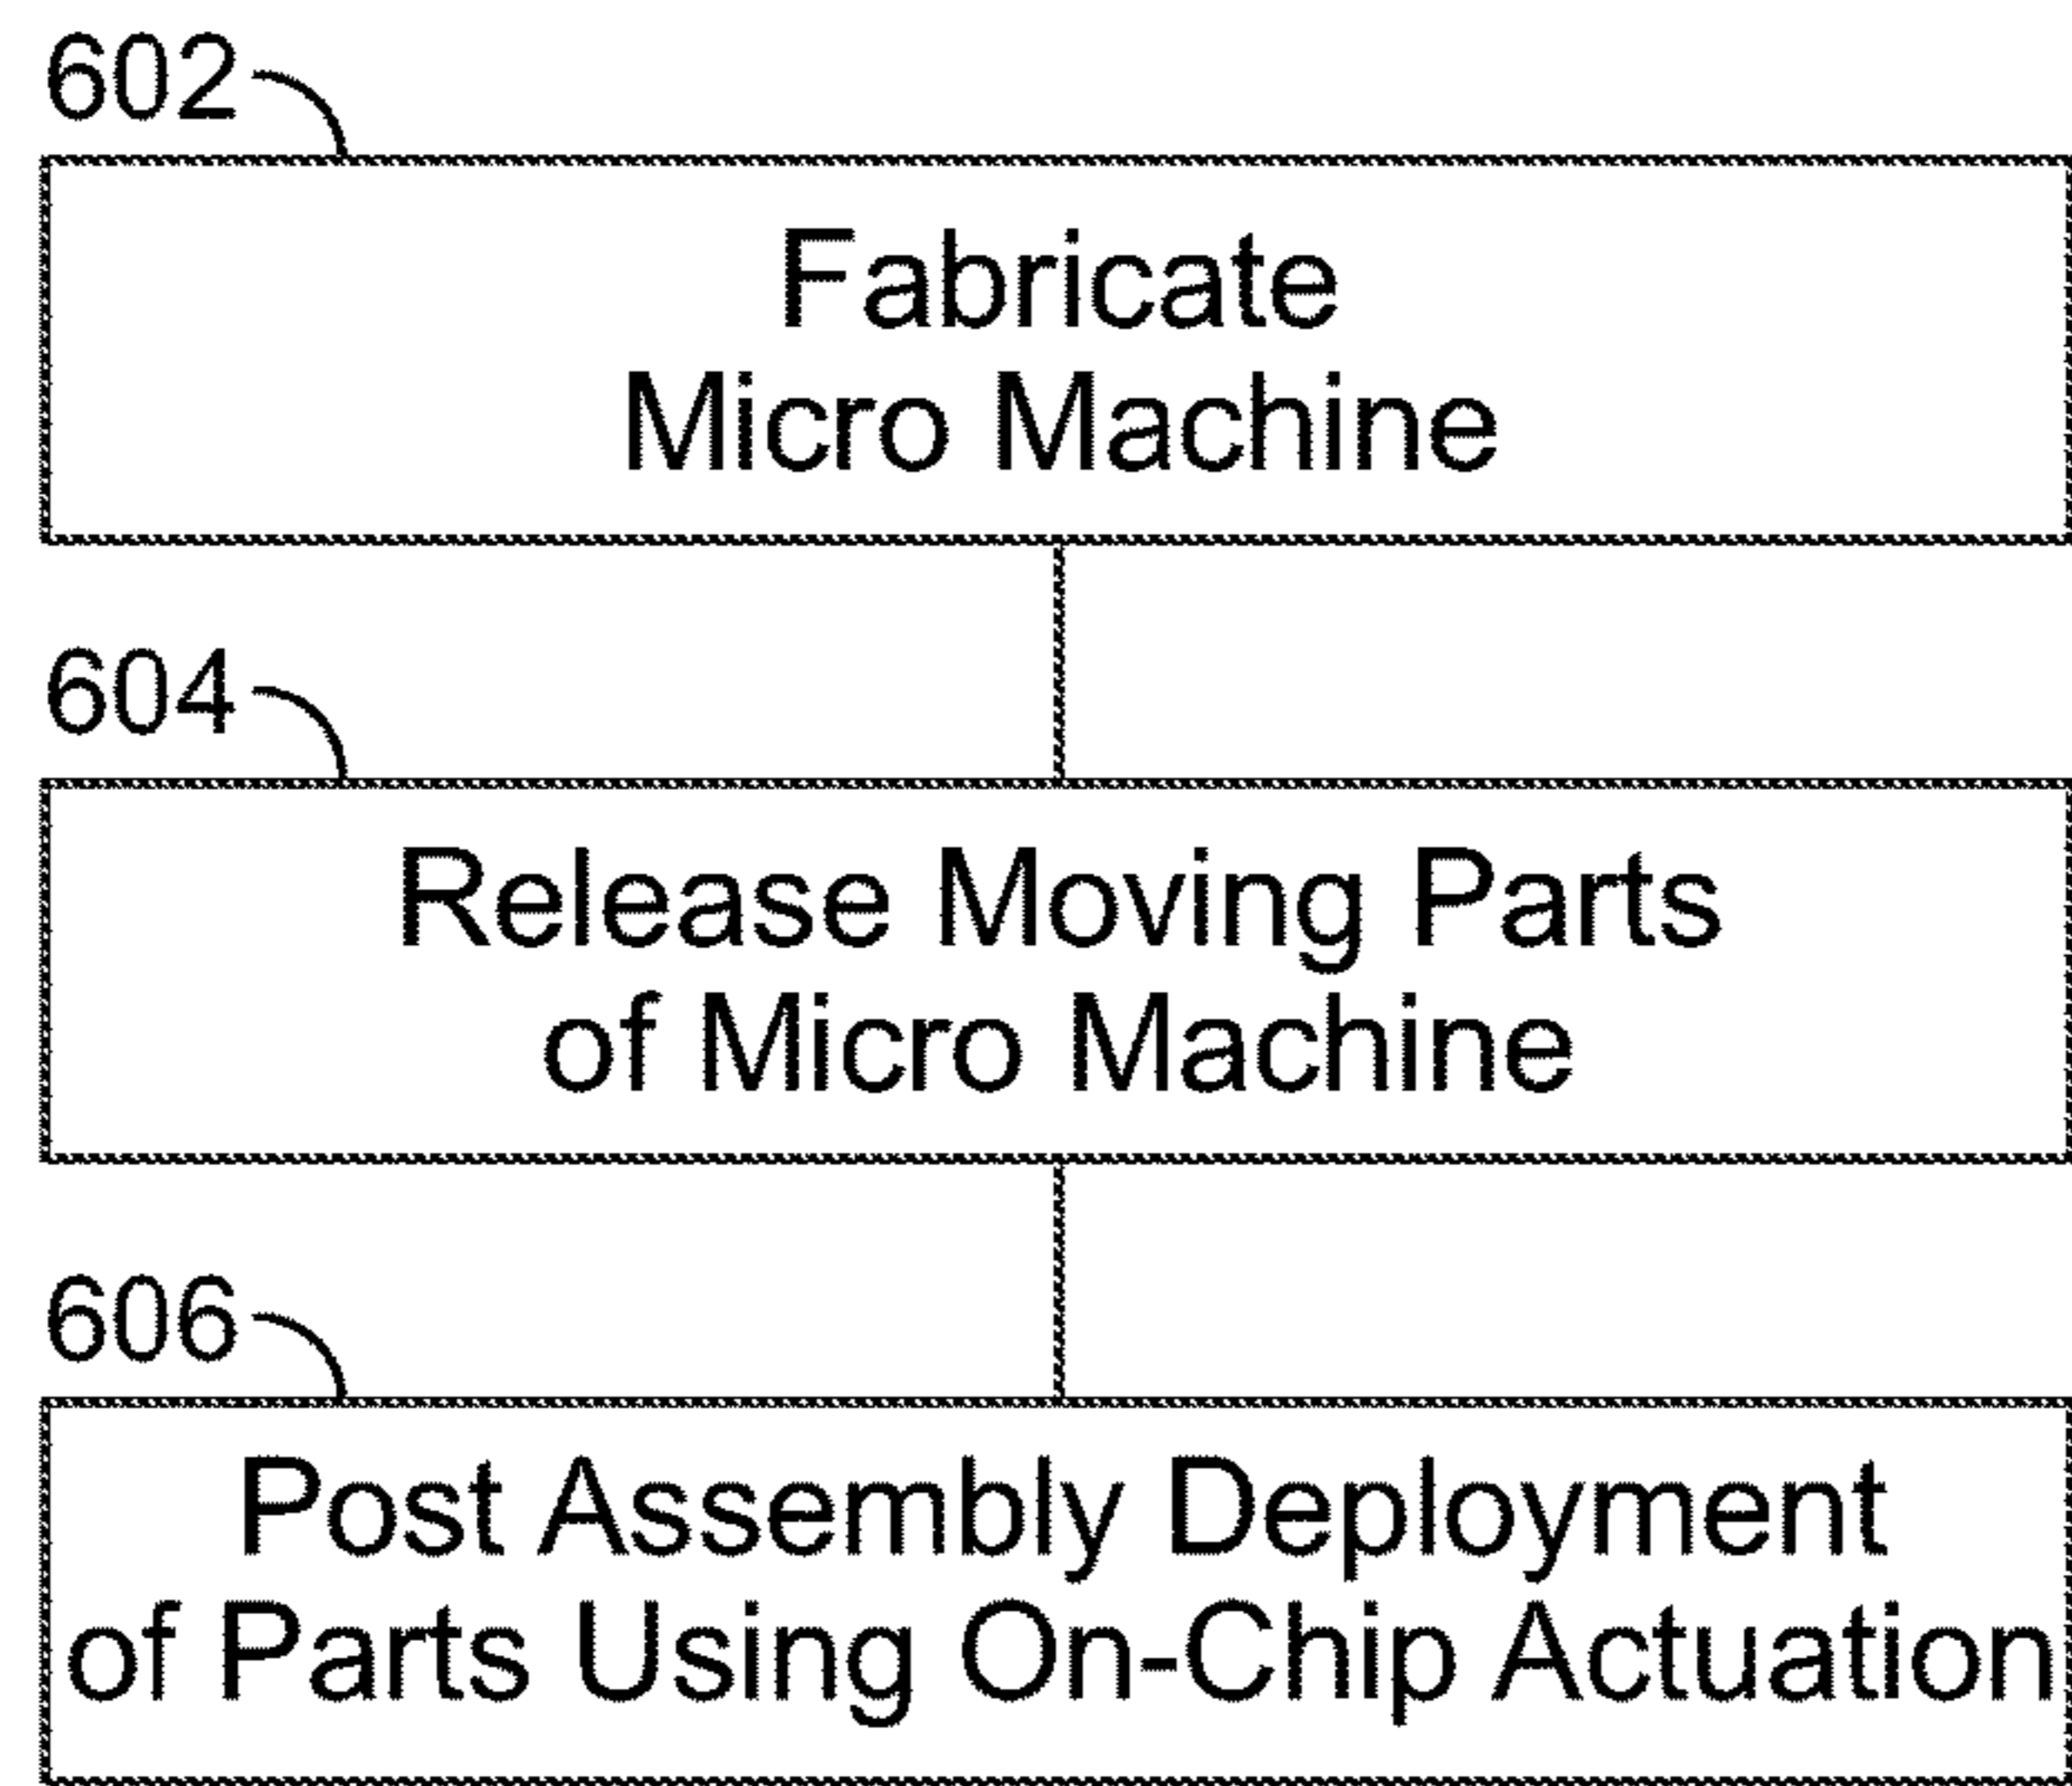 602
Fabricate
Micro Machine
604
Release Moving Parts
of Micro Machine
606
Post Assembly Deployment
of Parts Using On-Chip Actuation